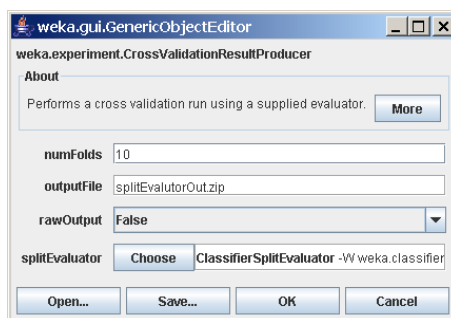 weka.gui.GenericObjectEditor
weka.experiment.CrossValidationResultProducer
About
Performs a cross validation run using a supplied evaluator. More
numFolds 10
outputFile splitEvalutorOut.zip
rawOutput False
splitEvaluator Choose ClassifierSplitEvaluator -W weka.classifier
Open... Save... OK Cancel